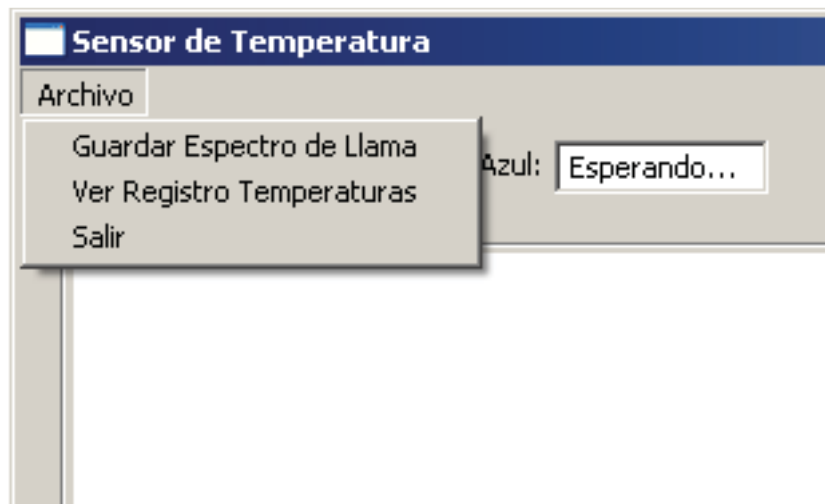 Sensor de Temperatura
Archivo
Guardar Espectro de Llama
Azul: Esperando...
Ver Registro Temperaturas
Salir